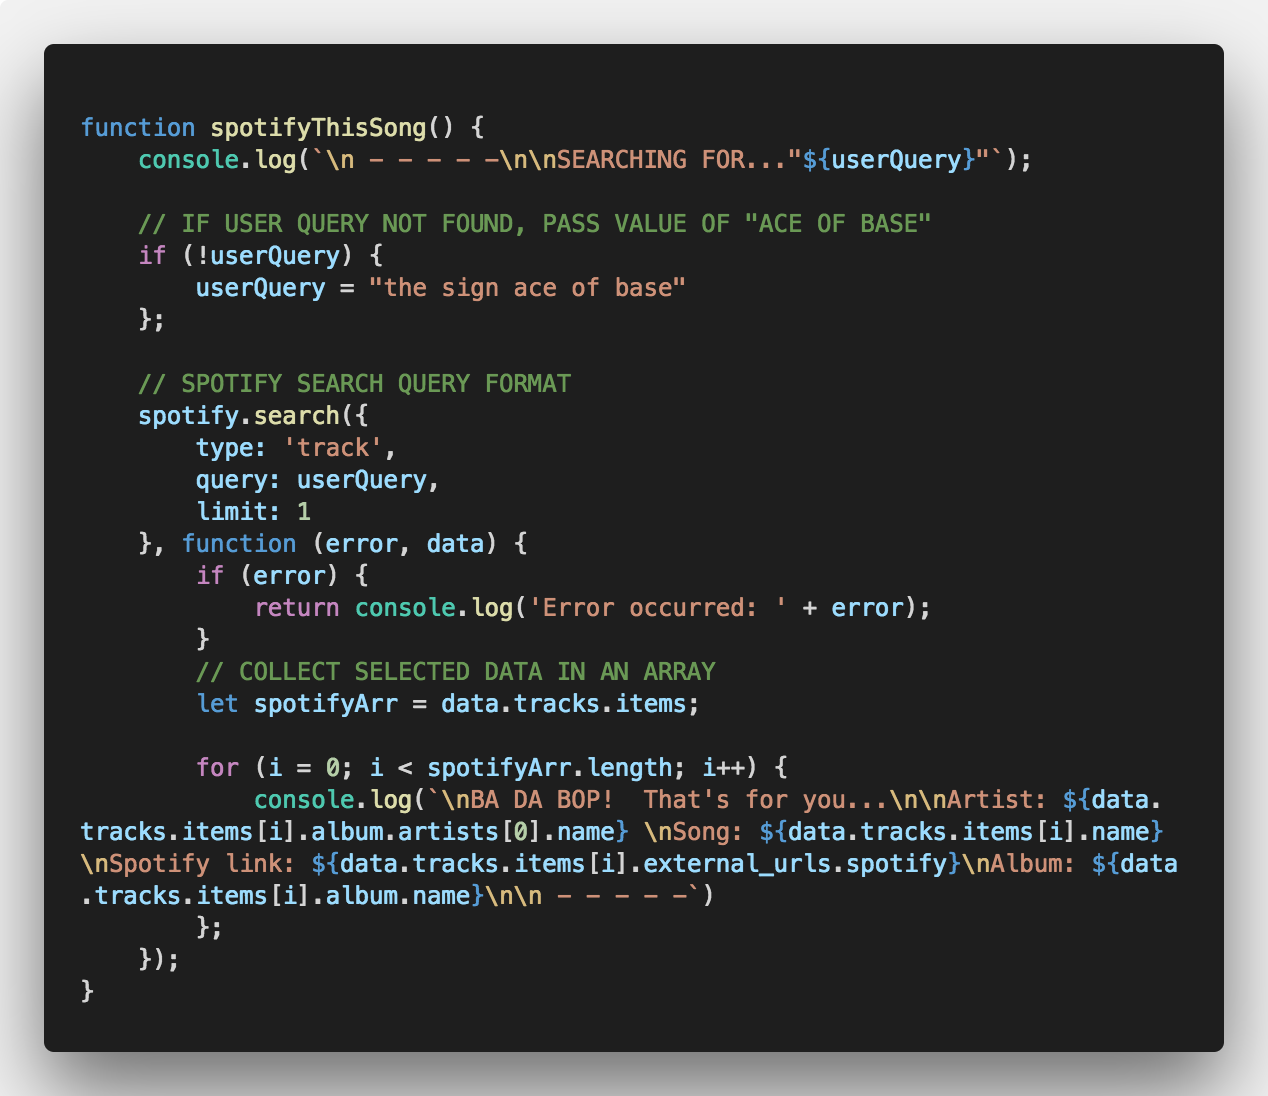 function spotifyThisSong() {
    console.log(`\n – – – – –\n\nSEARCHING FOR..."${userQuery}"`);

    // IF USER QUERY NOT FOUND, PASS VALUE OF "ACE OF BASE"
    if (!userQuery) {
        userQuery = "the sign ace of base"
    };

    // SPOTIFY SEARCH QUERY FORMAT
    spotify.search({
        type: 'track',
        query: userQuery,
        limit: 1
    }, function (error, data) {
        if (error) {
            return console.log('Error occurred: ' + error);
        }
        // COLLECT SELECTED DATA IN AN ARRAY
        let spotifyArr = data.tracks.items;

        for (i = 0; i < spotifyArr.length; i++) {
            console.log(`\nBA DA BOP!  That's for you...\n\nArtist: ${data.
tracks.items[i].album.artists[0].name} \nSong: ${data.tracks.items[i].name}
\nSpotify link: ${data.tracks.items[i].external_urls.spotify}\nAlbum: ${data
.tracks.items[i].album.name}\n\n – – – – –`)
        };
    });
}